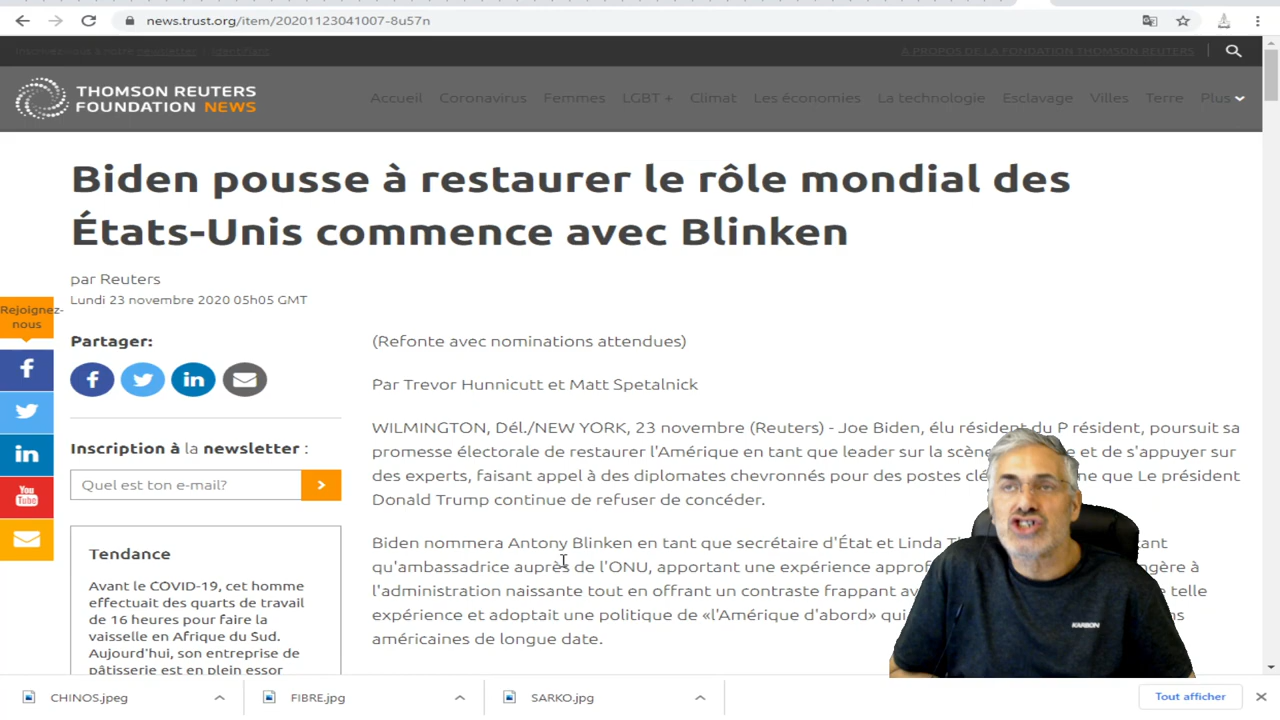 news.trust.org/item/20201123041007-8u57n
Inscrivez-vous à notre newsletter | Identifiants
A PROPOS DE LA FONDATION THOMSON REUTERS
THOMSON REUTERS
FOUNDATION NEWS
Accueil Coronavirus Femmes LGBT + Climat Les économies La technologie Esclavage Villes Terre Plus
Biden pousse à restaurer le rôle mondial des
États-Unis commence avec Blinken
par Reuters
Lundi 23 novembre 2020 05h05 GMT
Rejoignez-
nous
Partager:
(Refonte avec nominations attendues)
Par Trevor Hunnicutt et Matt Spetalnick
WILMINGTON, Dél./NEW YORK, 23 novembre (Reuters) - Joe Biden, élu résident du P résident, poursuit sa
promesse électorale de restaurer l'Amérique en tant que leader sur la et de s'appuyer sur
des experts, faisant appel à des diplomates chevronnés pour des postes que Le président
Donald Trump continue de refuser de concéder.
Biden nommera Antony Blinken en tant que secrétaire d'État et Linda
qu'ambassadrice auprès de l'ONU, apportant une expérience à
l'administration naissante tout en offrant un contraste frappant telle
expérience et adoptait une politique de «l'Amérique d'abord»
américaines de longue date.
Inscription à la newsletter :
Quel est ton e-mail?
Tendance
Avant le COVID-19, cet homme
effectuait des quarts de travail
de 16 heures pour faire la
vaisselle en Afrique du Sud.
Aujourd'hui, son entreprise de
pâtisserie est en plein essor
You
Tube
KARBON
CHINOS.jpeg
FIBRE.jpg
SARKO.jpg
Tout afficher